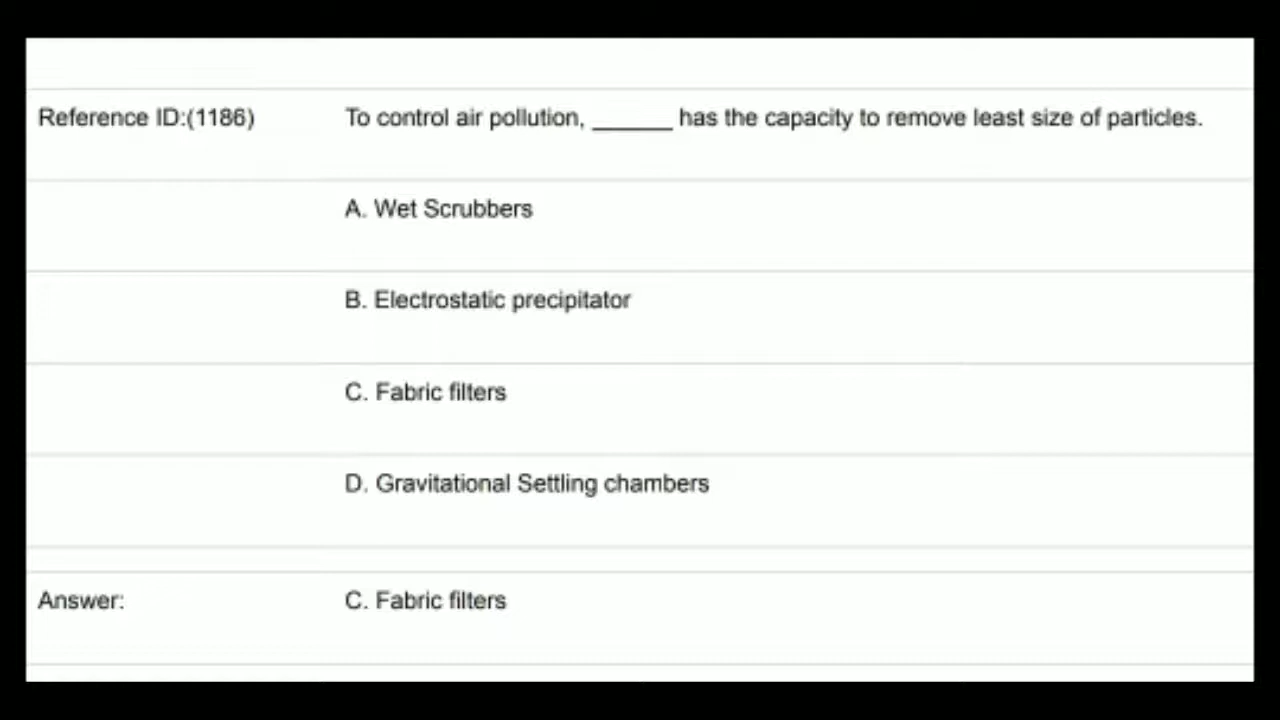 Reference ID:(1186) To control air pollution, ______ has the capacity to remove least size of particles.
A. Wet Scrubbers
B. Electrostatic precipitator
C. Fabric filters
D. Gravitational Settling chambers
Answer: C. Fabric filters